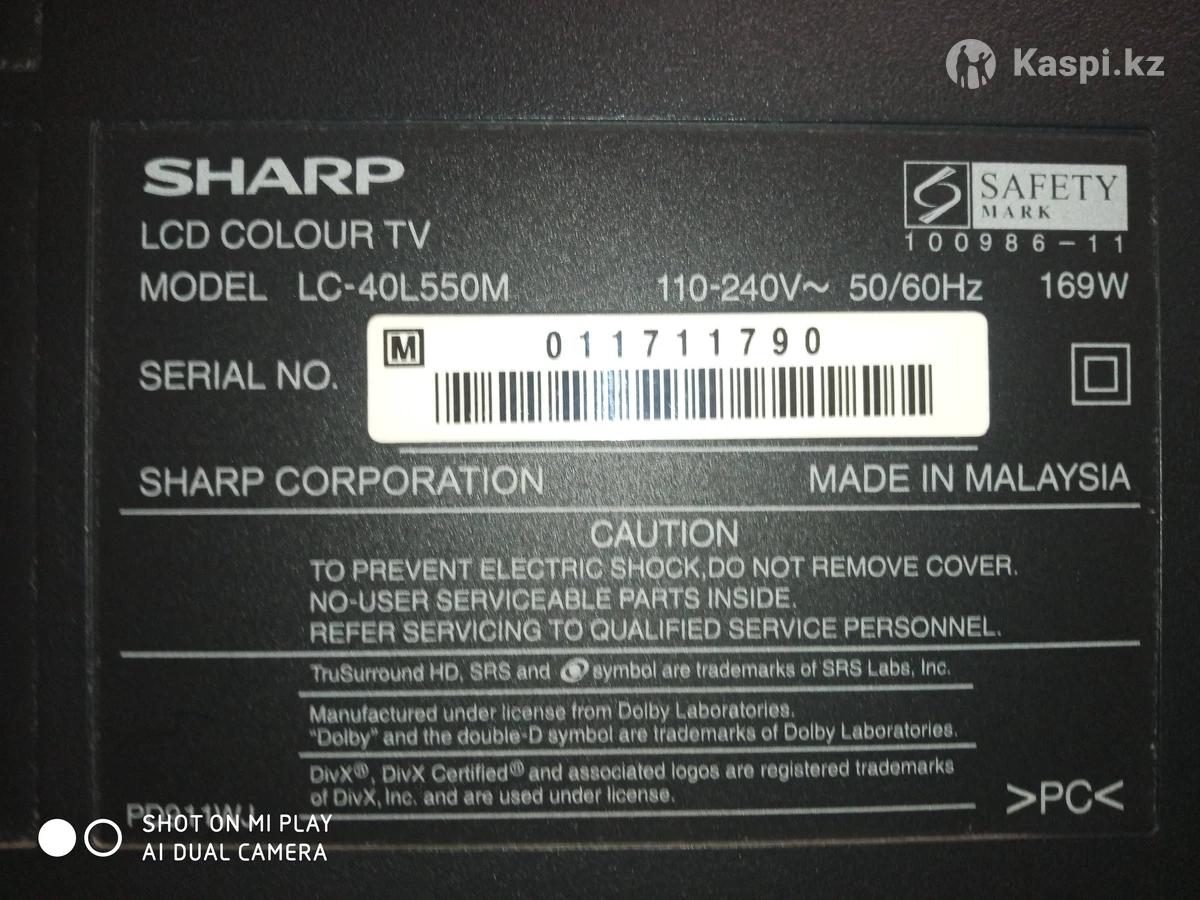 Kaspi.kz
SHARP
SAFETY
MARK
LCD COLOUR TV
100986-11
MODEL LC-40L550M 110-240V~ 50/60Hz 169W
M 011711790
SERIAL NO.
SHARP CORPORATION MADE IN MALAYSIA
CAUTION
TO PREVENT ELECTRIC SHOCK,DO NOT REMOVE COVER.
NO-USER SERVICEABLE PARTS INSIDE.
REFER SERVICING TO QUALIFIED SERVICE PERSONNEL.
TruSurround HD, SRS and symbol are trademarks of SRS Labs, Inc.
Manufactured under license from Dolby Laboratories.
"Dolby" and the double-D symbol are trademarks of Dolby Laboratories.
DivX®, DivX Certified® and associated logos are registered trademarks
of DivX, Inc. and are used under license.
>PC<
SHOT ON MI PLAY
AI DUAL CAMERA